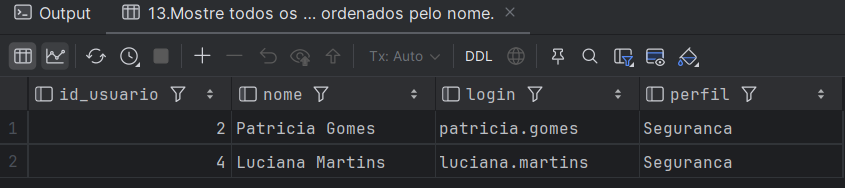 Output 13.Mostre todos os ... ordenados pelo nome.
Tx: Auto DDL
id_usuario nome login perfil
1 2 Patricia Gomes patricia.gomes Seguranca
2 4 Luciana Martins luciana.martins Seguranca